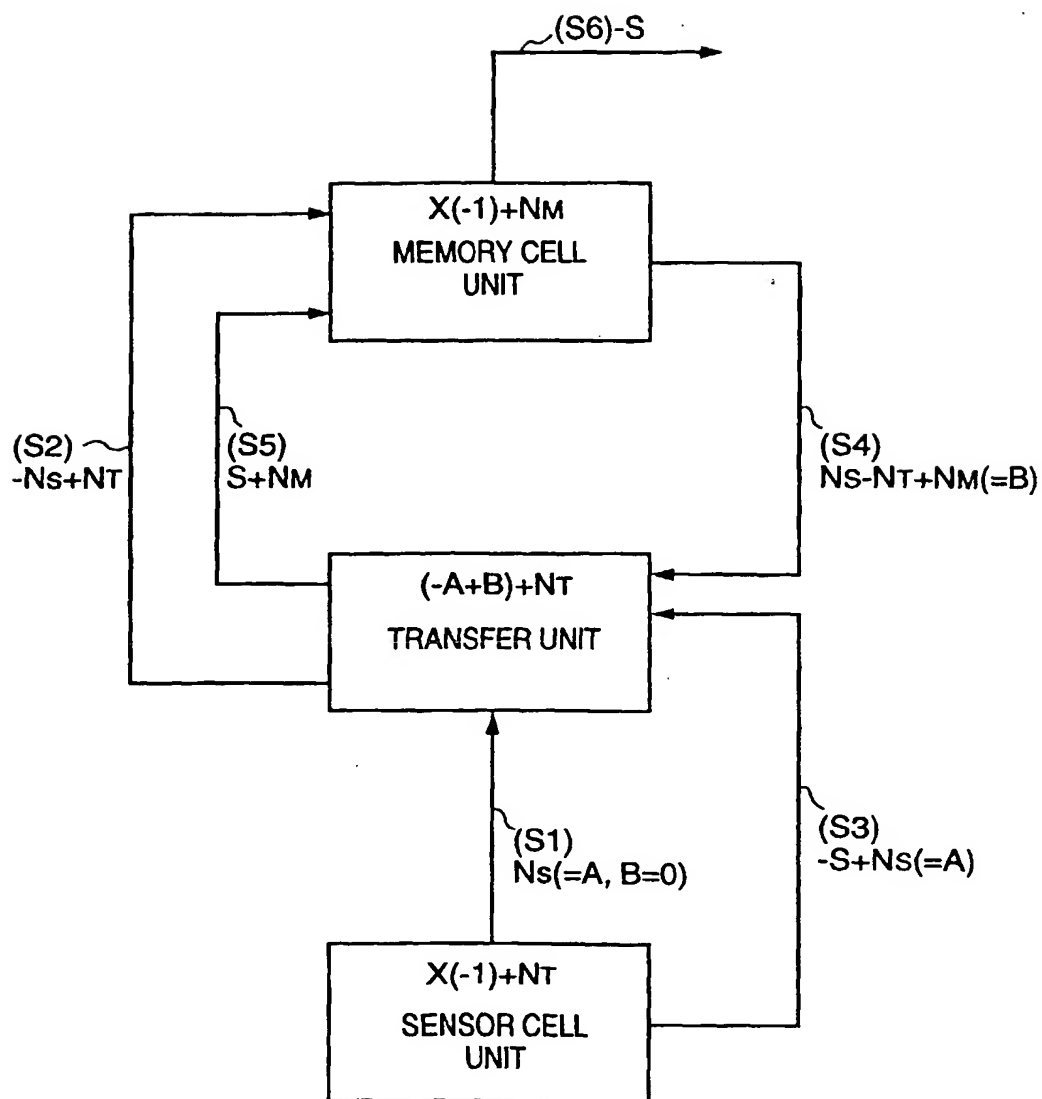 (S6)-S
X(-1)+NM
MEMORY CELL
UNIT
(S2)
-NS+NT
(S5)
S+NM
(S4)
NS-NT+NM(=B)
(-A+B)+NT
TRANSFER UNIT
(S1)
NS(=A, B=0)
(S3)
-S+NS(=A)
X(-1)+NT
SENSOR CELL
UNIT